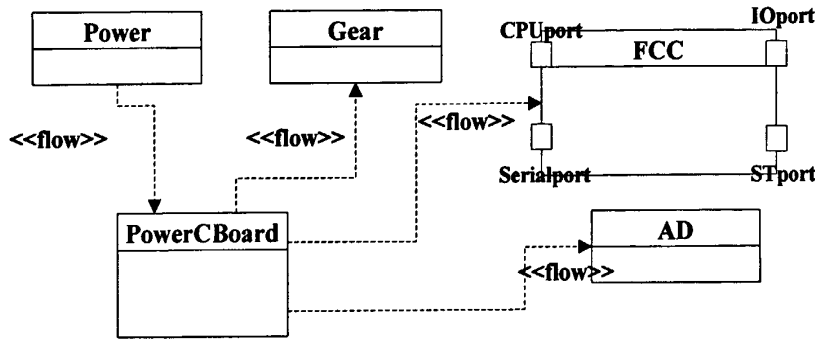 Power
Gear
CPUport
IOport
FCC
<<flow>>
<<flow>>
<<flow>>
Serialport
STport
PowerCBoard
AD
<<flow>>